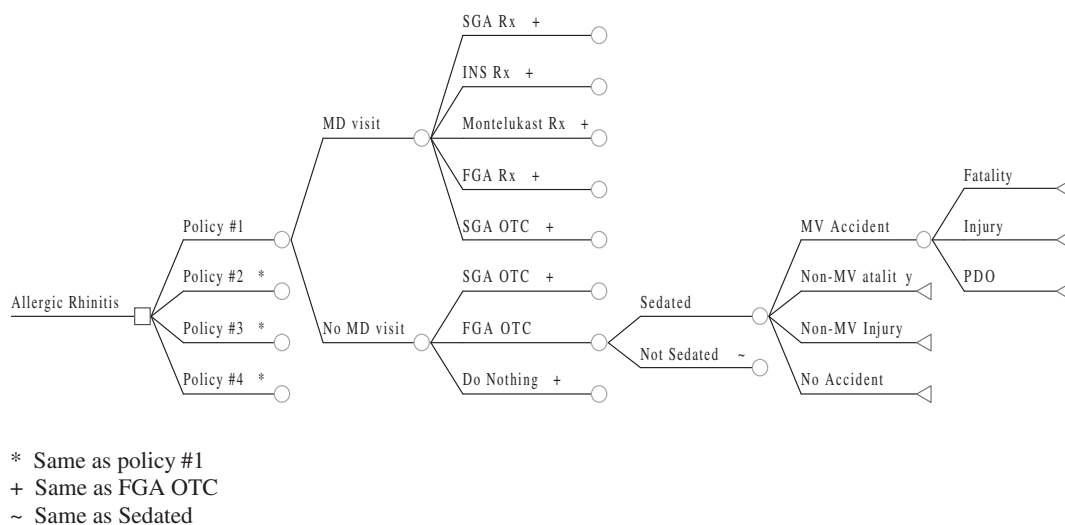 SGA Rx +
INS Rx +
MD visit
Montelukast Rx +
FGA Rx +
Fatality
Policy #1
SGA OTC +
MV Accident
Injury
Policy #2 *
SGA OTC +
Non-MV atalit y
PDO
Allergic Rhinitis
Sedated
Policy #3 *
No MD visit
FGA OTC
Non-MV Injury
Not Sedated ~
Policy #4 *
Do Nothing +
No Accident
* Same as policy #1
+ Same as FGA OTC
~ Same as Sedated